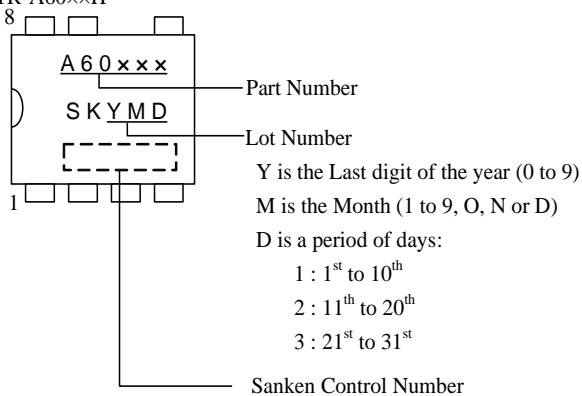 8
A 6 0 × × ×
Part Number
S K Y M D
Lot Number
Y is the Last digit of the year (0 to 9)
1
M is the Month (1 to 9, O, N or D)
D is a period of days:
1 : 1st to 10th
2 : 11th to 20th
3 : 21st to 31st
Sanken Control Number